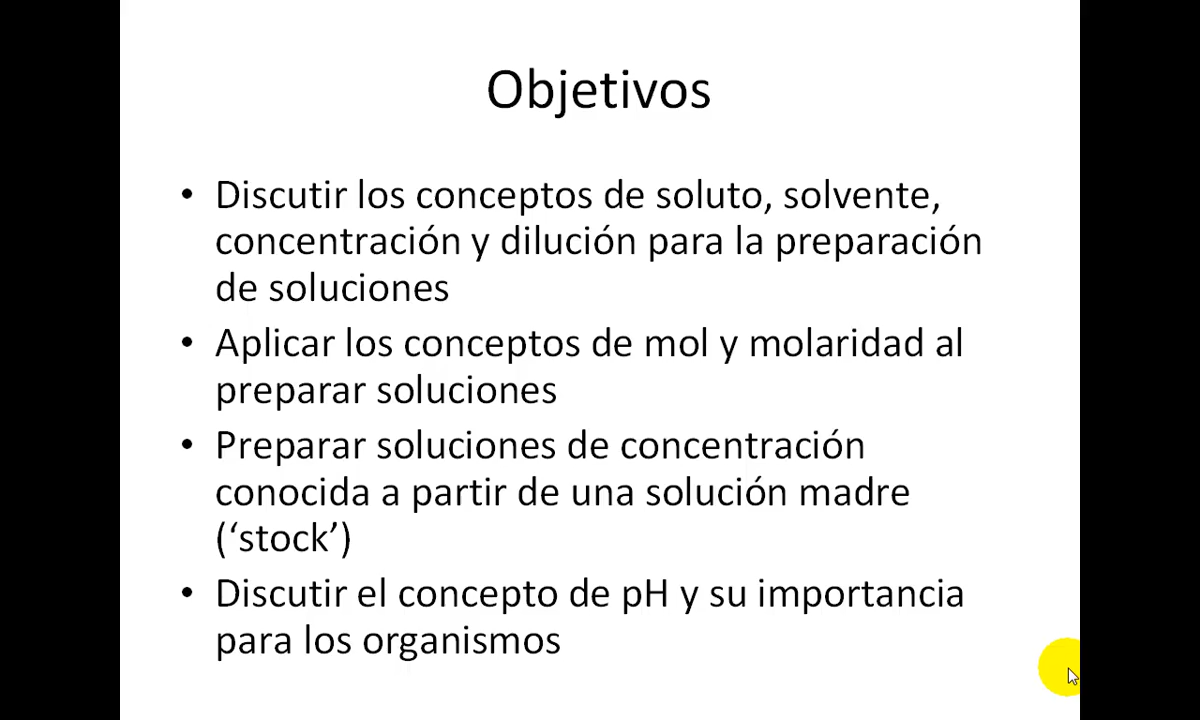 Objetivos
• Discutir los conceptos de soluto, solvente,
concentración y dilución para la preparación
de soluciones
• Aplicar los conceptos de mol y molaridad al
preparar soluciones
• Preparar soluciones de concentración
conocida a partir de una solución madre
(‘stock’)
• Discutir el concepto de pH y su importancia
para los organismos